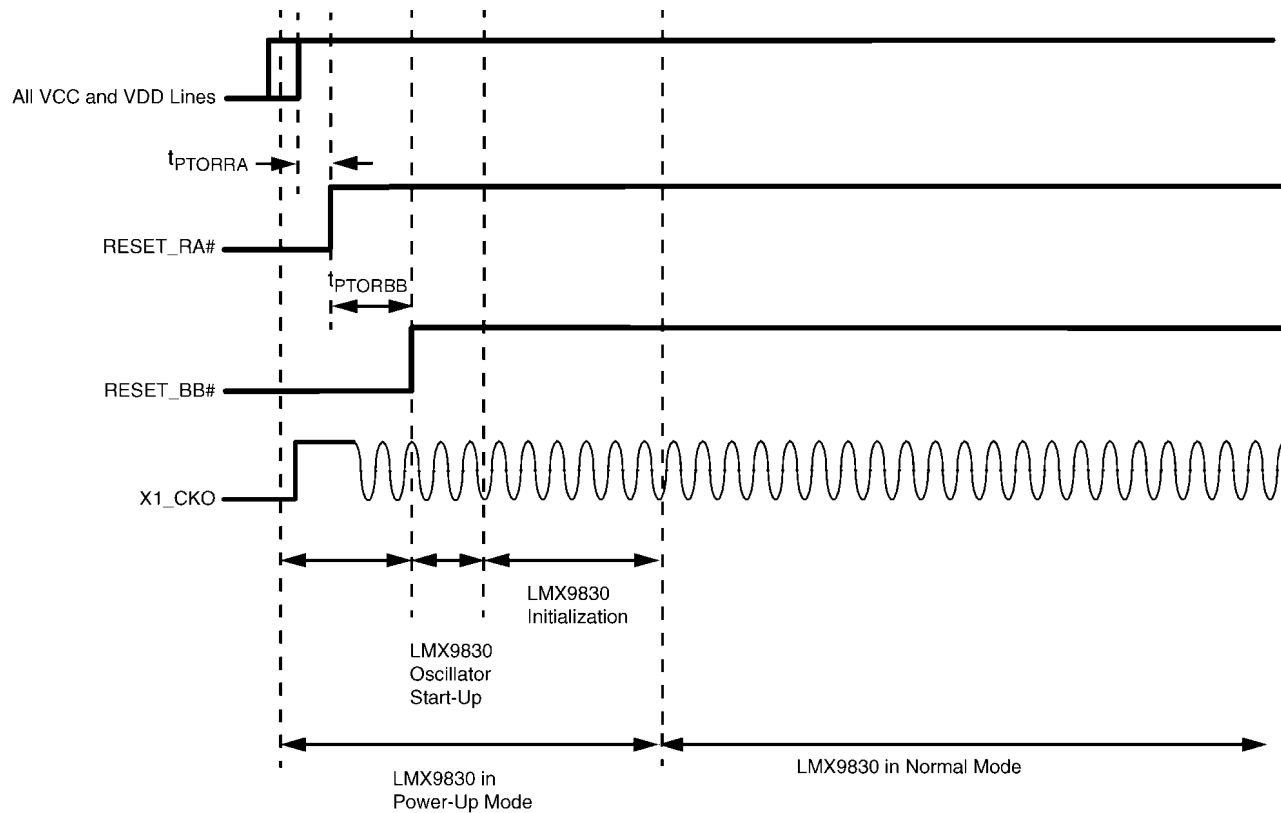 All VCC and VDD Lines
tPTORRA
RESET_RA#
tPTORBB
RESET_BB#
X1_CKO
LMX9830
Initialization
LMX9830
Oscillator
Start-Up
LMX9830 in
Power-Up Mode
LMX9830 in Normal Mode